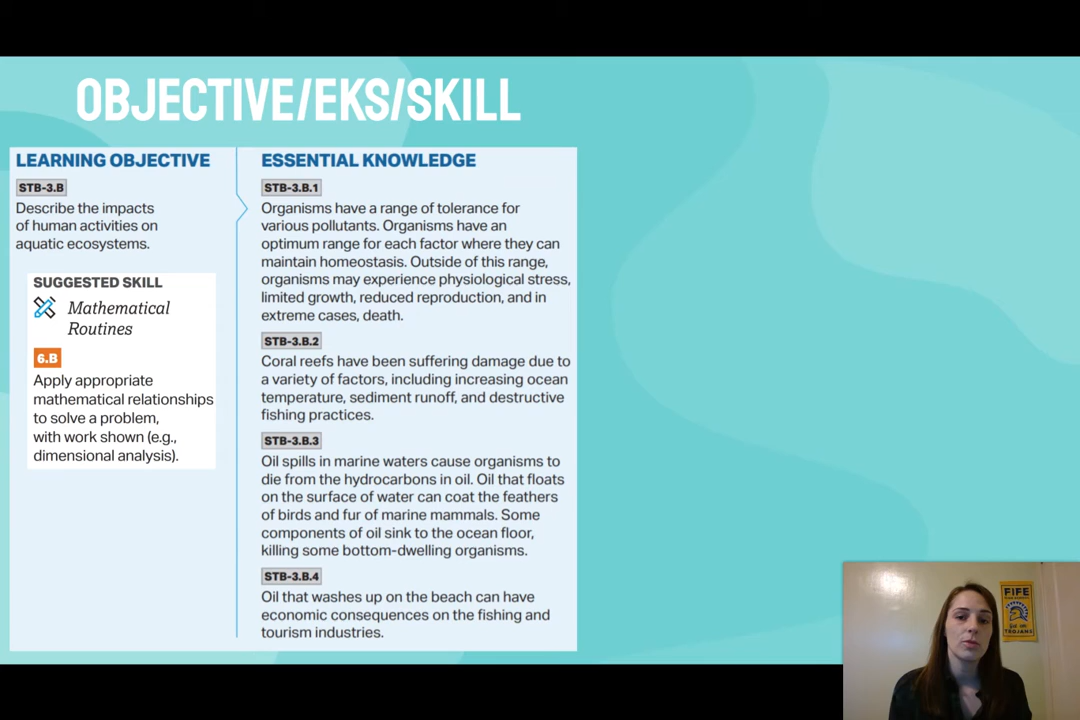 OBJECTIVE/EKS/SKILL
LEARNING OBJECTIVE
STB-3.B
Describe the impacts
of human activities on
aquatic ecosystems.
SUGGESTED SKILL
Mathematical
Routines
6.B
Apply appropriate
mathematical relationships
to solve a problem,
with work shown (e.g.,
dimensional analysis).
ESSENTIAL KNOWLEDGE
STB-3.B.1
Organisms have a range of tolerance for
various pollutants. Organisms have an
optimum range for each factor where they can
maintain homeostasis. Outside of this range,
organisms may experience physiological stress,
limited growth, reduced reproduction, and in
extreme cases, death.
STB-3.B.2
Coral reefs have been suffering damage due to
a variety of factors, including increasing ocean
temperature, sediment runoff, and destructive
fishing practices.
STB-3.B.3
Oil spills in marine waters cause organisms to
die from the hydrocarbons in oil. Oil that floats
on the surface of water can coat the feathers
of birds and fur of marine mammals. Some
components of oil sink to the ocean floor,
killing some bottom-dwelling organisms.
STB-3.B.4
Oil that washes up on the beach can have
economic consequences on the fishing and
tourism industries.
FIFE
TROJANS